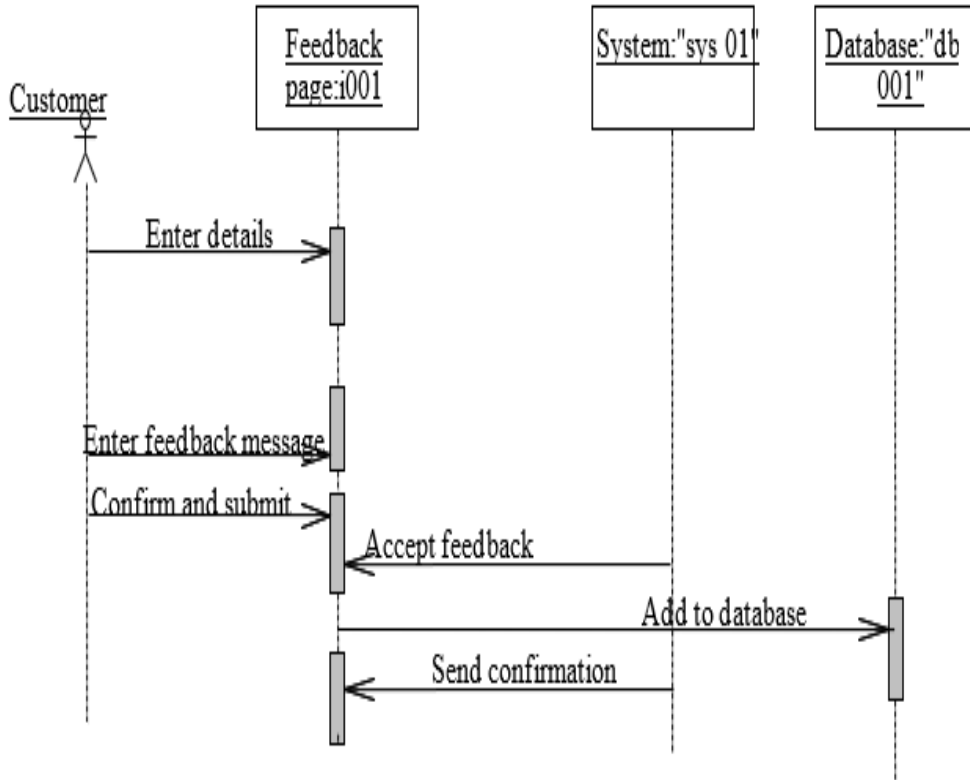 Customer
Feedback
page:i001
System:"sys 01"
Database:"db
001"
Enter details
Enter feedback message
Confirm and submit
Accept feedback
Add to database
Send confirmation